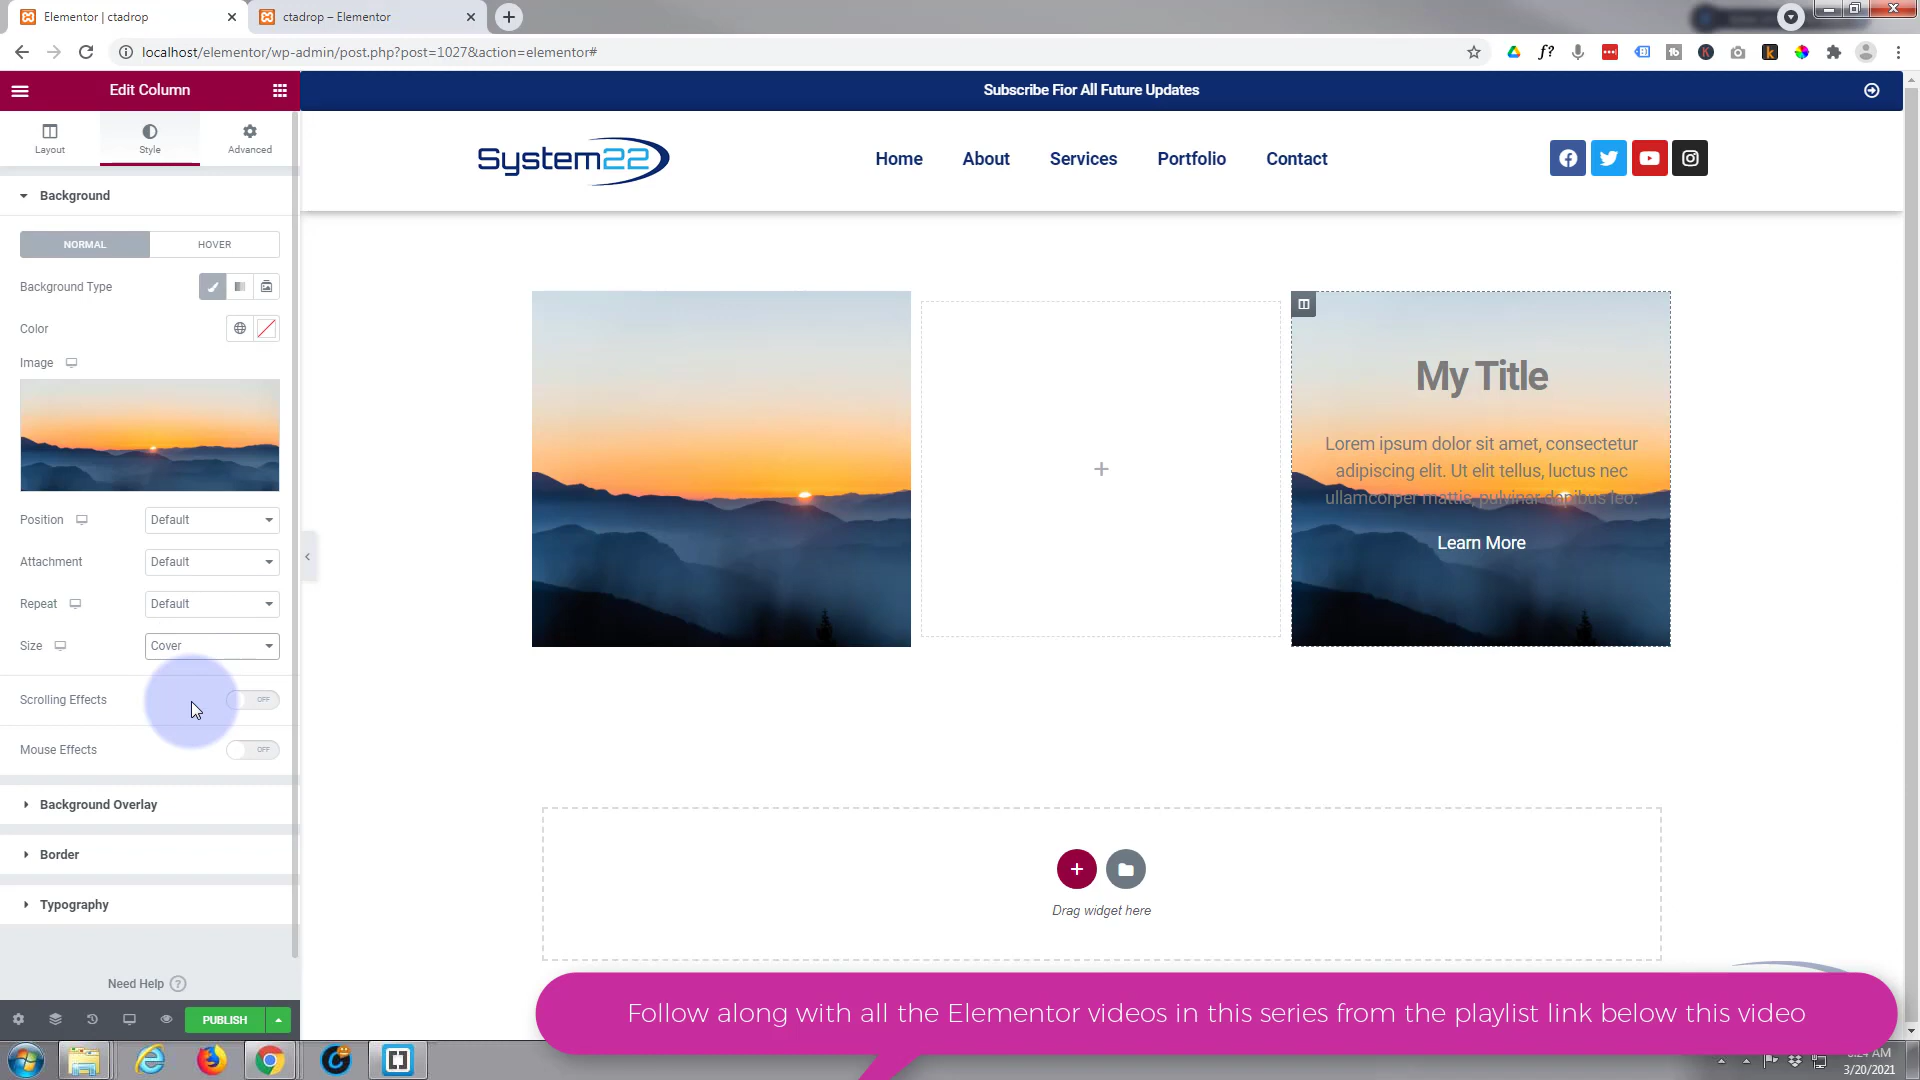 Elementor | ctadrop
ctadrop – Elementor
localhost/elementor/wp-admin/post.php?post=1027&action=elementor#
Edit Column
Subscribe Fior All Future Updates
Layout
Style
Advanced
System22
Home
About
Services
Portfolio
Contact
Background
NORMAL
HOVER
Background Type
Color
Image
Position
Default
Attachment
Default
Repeat
Default
Size
Cover
Scrolling Effects
OFF
Mouse Effects
OFF
Background Overlay
Border
Typography
Need Help
PUBLISH
My Title
Lorem ipsum dolor sit amet, consectetur
adipiscing elit. Ut elit tellus, luctus nec
ullamcorper mattis, pulvinar dapibus leo.
Learn More
Drag widget here
Follow along with all the Elementor videos in this series from the playlist link below this video
AM
3/20/2021